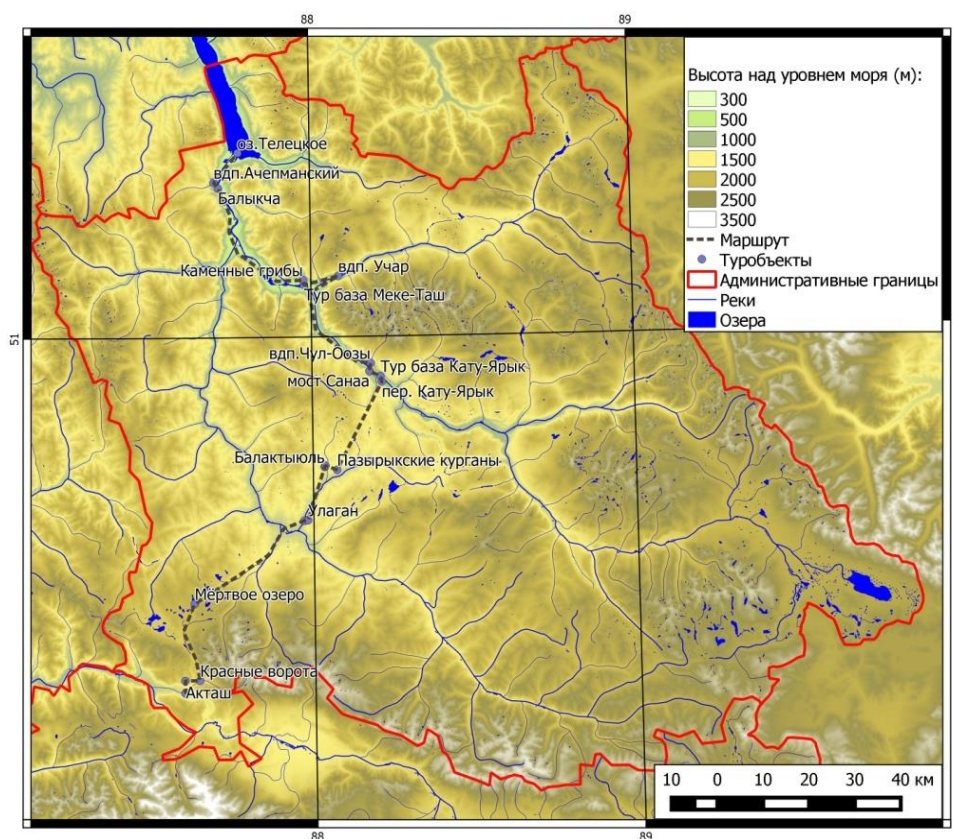 88
89
Высота над уровнем моря (м):
300
500
1000
1500
2000
2500
3500
Маршрут
Туробъекты
Административные границы
Реки
Озера
оз.Телецкое
вдп.Ачепманский
Балыкча
вдп. Учар
Каменные грибы
Тур база Меке-Таш
51
вдп.Чул-Оозы
Тур база Кату-Ярык
мост Санаа
пер. Кату-Ярык
Балактыюль
Пазырыкские курганы
Улаган
Мертвое озеро
Красные ворота
Акташ
10 0 10 20 30 40 км
88
89